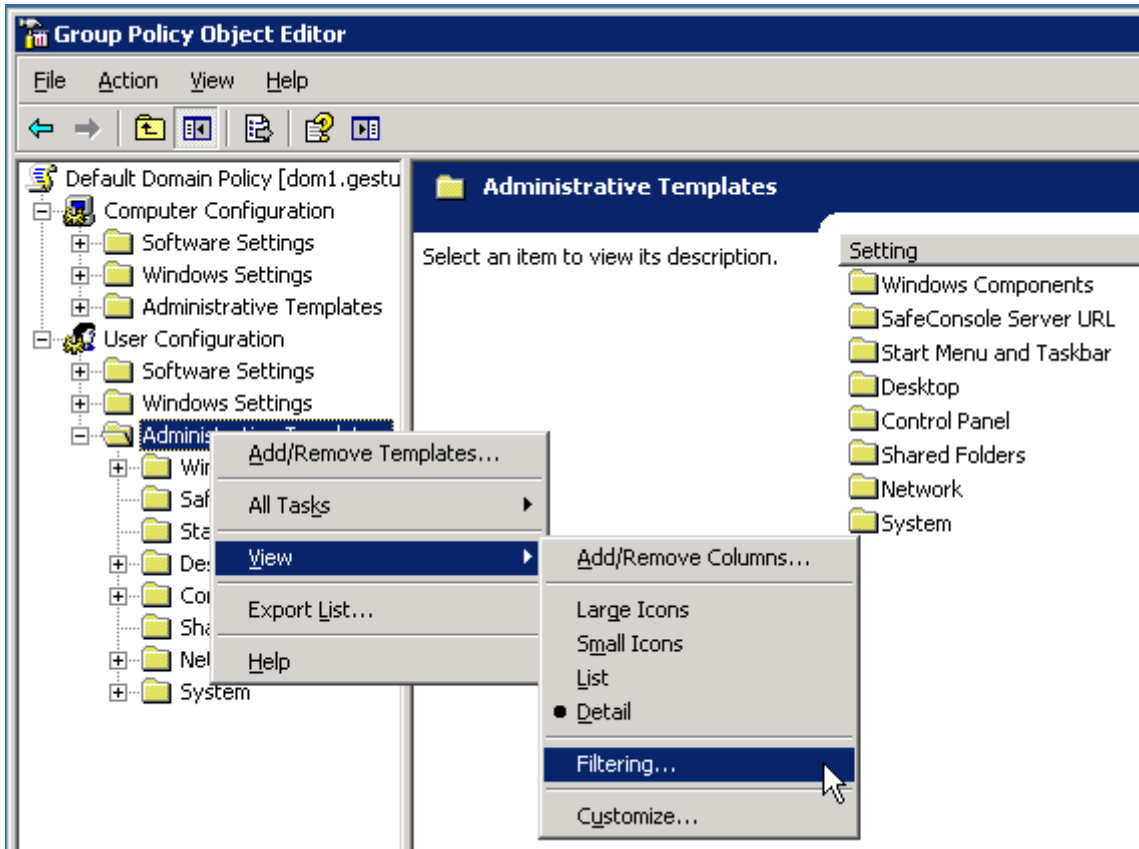 Group Policy Object Editor
File Action View Help
Default Domain Policy [dom1.gestu
Computer Configuration
Software Settings
Windows Settings
Administrative Templates
User Configuration
Software Settings
Windows Settings
System
Administrative Templates
Select an item to view its description.
Setting
Windows Components
SafeConsole Server URL
Start Menu and Taskbar
Desktop
Control Panel
Shared Folders
Network
System
Add/Remove Templates...
All Tasks
View
Export List...
Help
Add/Remove Columns...
Large Icons
Small Icons
List
Detail
Filtering...
Customize...